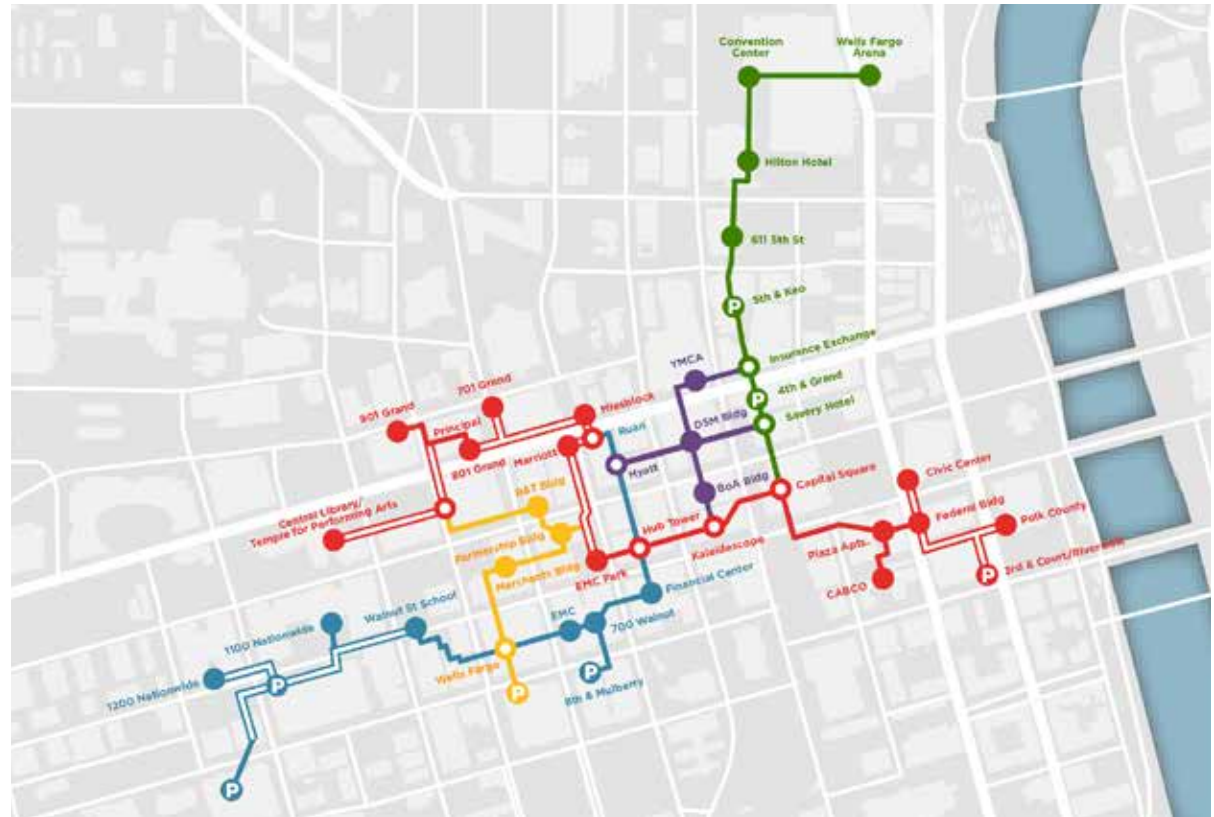 Convention
Center
Wells Fargo
Arena
Hilton Hotel
611 5th St
P
5th & Keo
Insurance Exchange
YMCA
P
4th & Grand
Savery Hotel
701 Grand
901 Grand
Principal
Miesblock
Ruan
DSM Bldg
801 Grand
Marriott
Hyatt
BoA Bldg
Capital Square
Civic Center
Central Library/
Temple for Performing Arts
B&T Bldg
Hub Tower
Federal Bldg
Polk County
Partnership Bldg
Kaleidescope
Plaza Apts.
Merchants Bldg
EMC Park
CABCO
P
3rd & Court/Riverwalk
Financial Center
Walnut St School
EMC
700 Walnut
1100 Nationwide
Wells Fargo
1200 Nationwide
P
P
P
8th & Mulberry
P